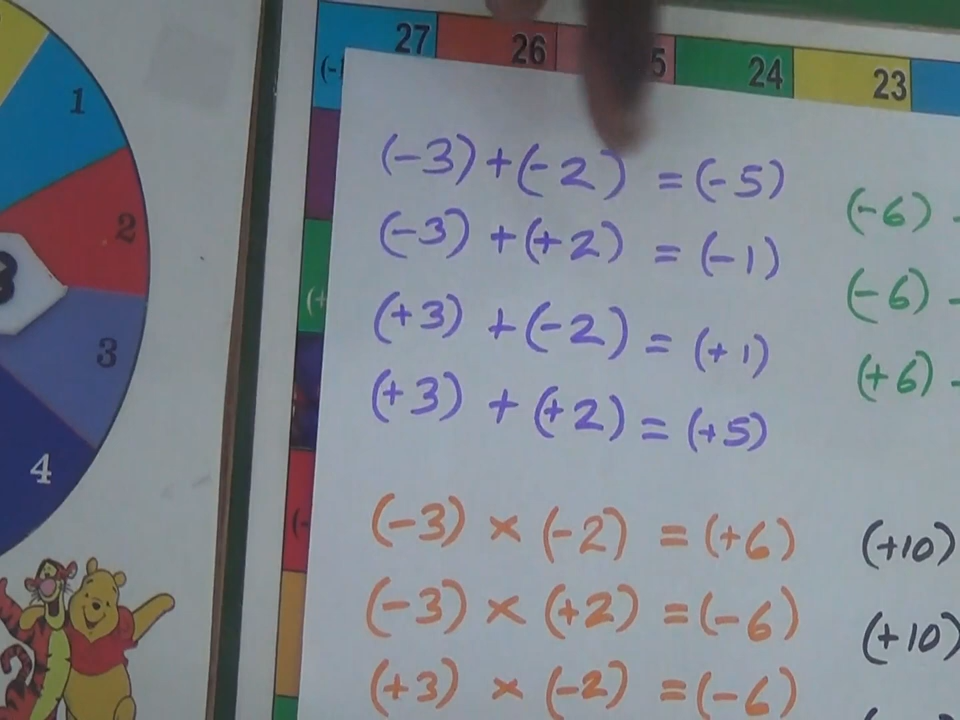 27 26 5 24 23
1
2
3
3
4
(-3)+(-2) = (-5)
(-3) +(+2) = (-1)
(+3) +(-2) = (+1)
(+3) + (+2) = (+5)
(-3) × (-2) = (+6)
(-3) × (+2) = (-6)
(+3) × (-2) = (-6)
(-6) -
(-6) -
(+6) -
(+10)
(+10)